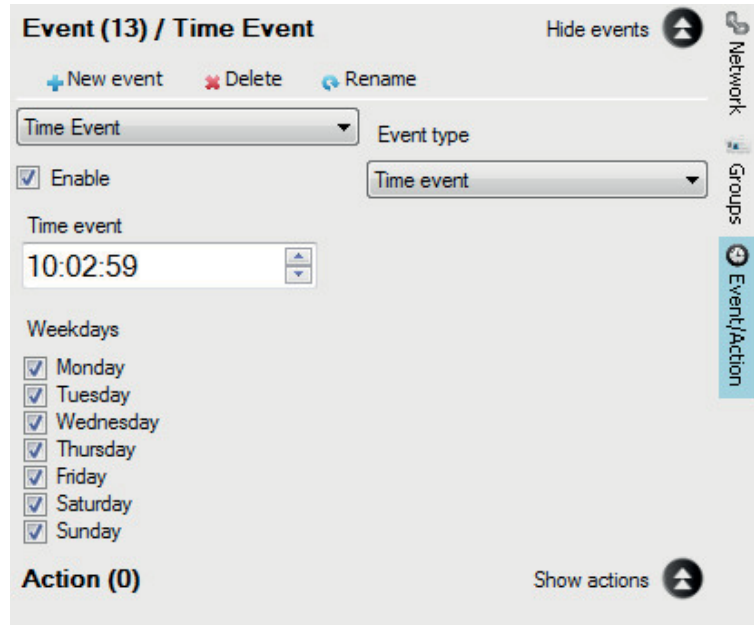 Event (13) / Time Event
Hide events
New event
Delete
Rename
Time Event
Event type
Enable
Time event
Time event
10:02:59
Weekdays
Monday
Tuesday
Wednesday
Thursday
Friday
Saturday
Sunday
Action (0)
Show actions
Network
Groups
Event/Action